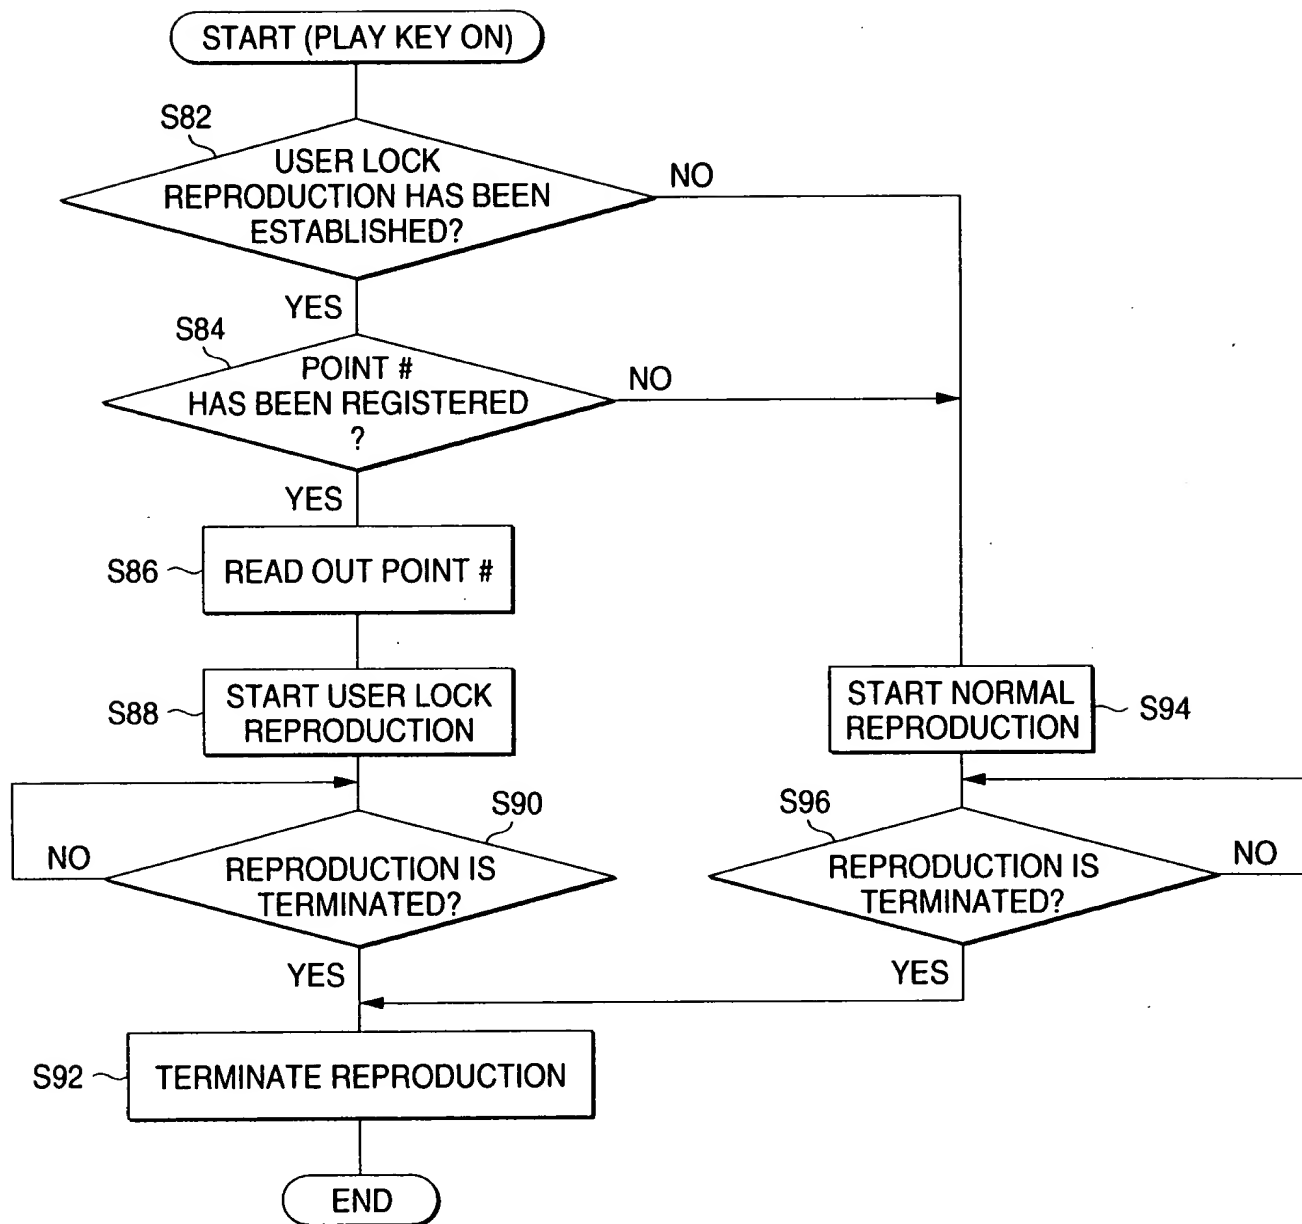 START (PLAY KEY ON)
S82
USER LOCK
REPRODUCTION HAS BEEN
ESTABLISHED?
NO
YES
S84
POINT #
HAS BEEN REGISTERED
?
NO
YES
S86
READ OUT POINT #
S88
START USER LOCK
REPRODUCTION
START NORMAL
REPRODUCTION
S94
S90
REPRODUCTION IS
TERMINATED?
NO
YES
S96
REPRODUCTION IS
TERMINATED?
NO
YES
S92
TERMINATE REPRODUCTION
END